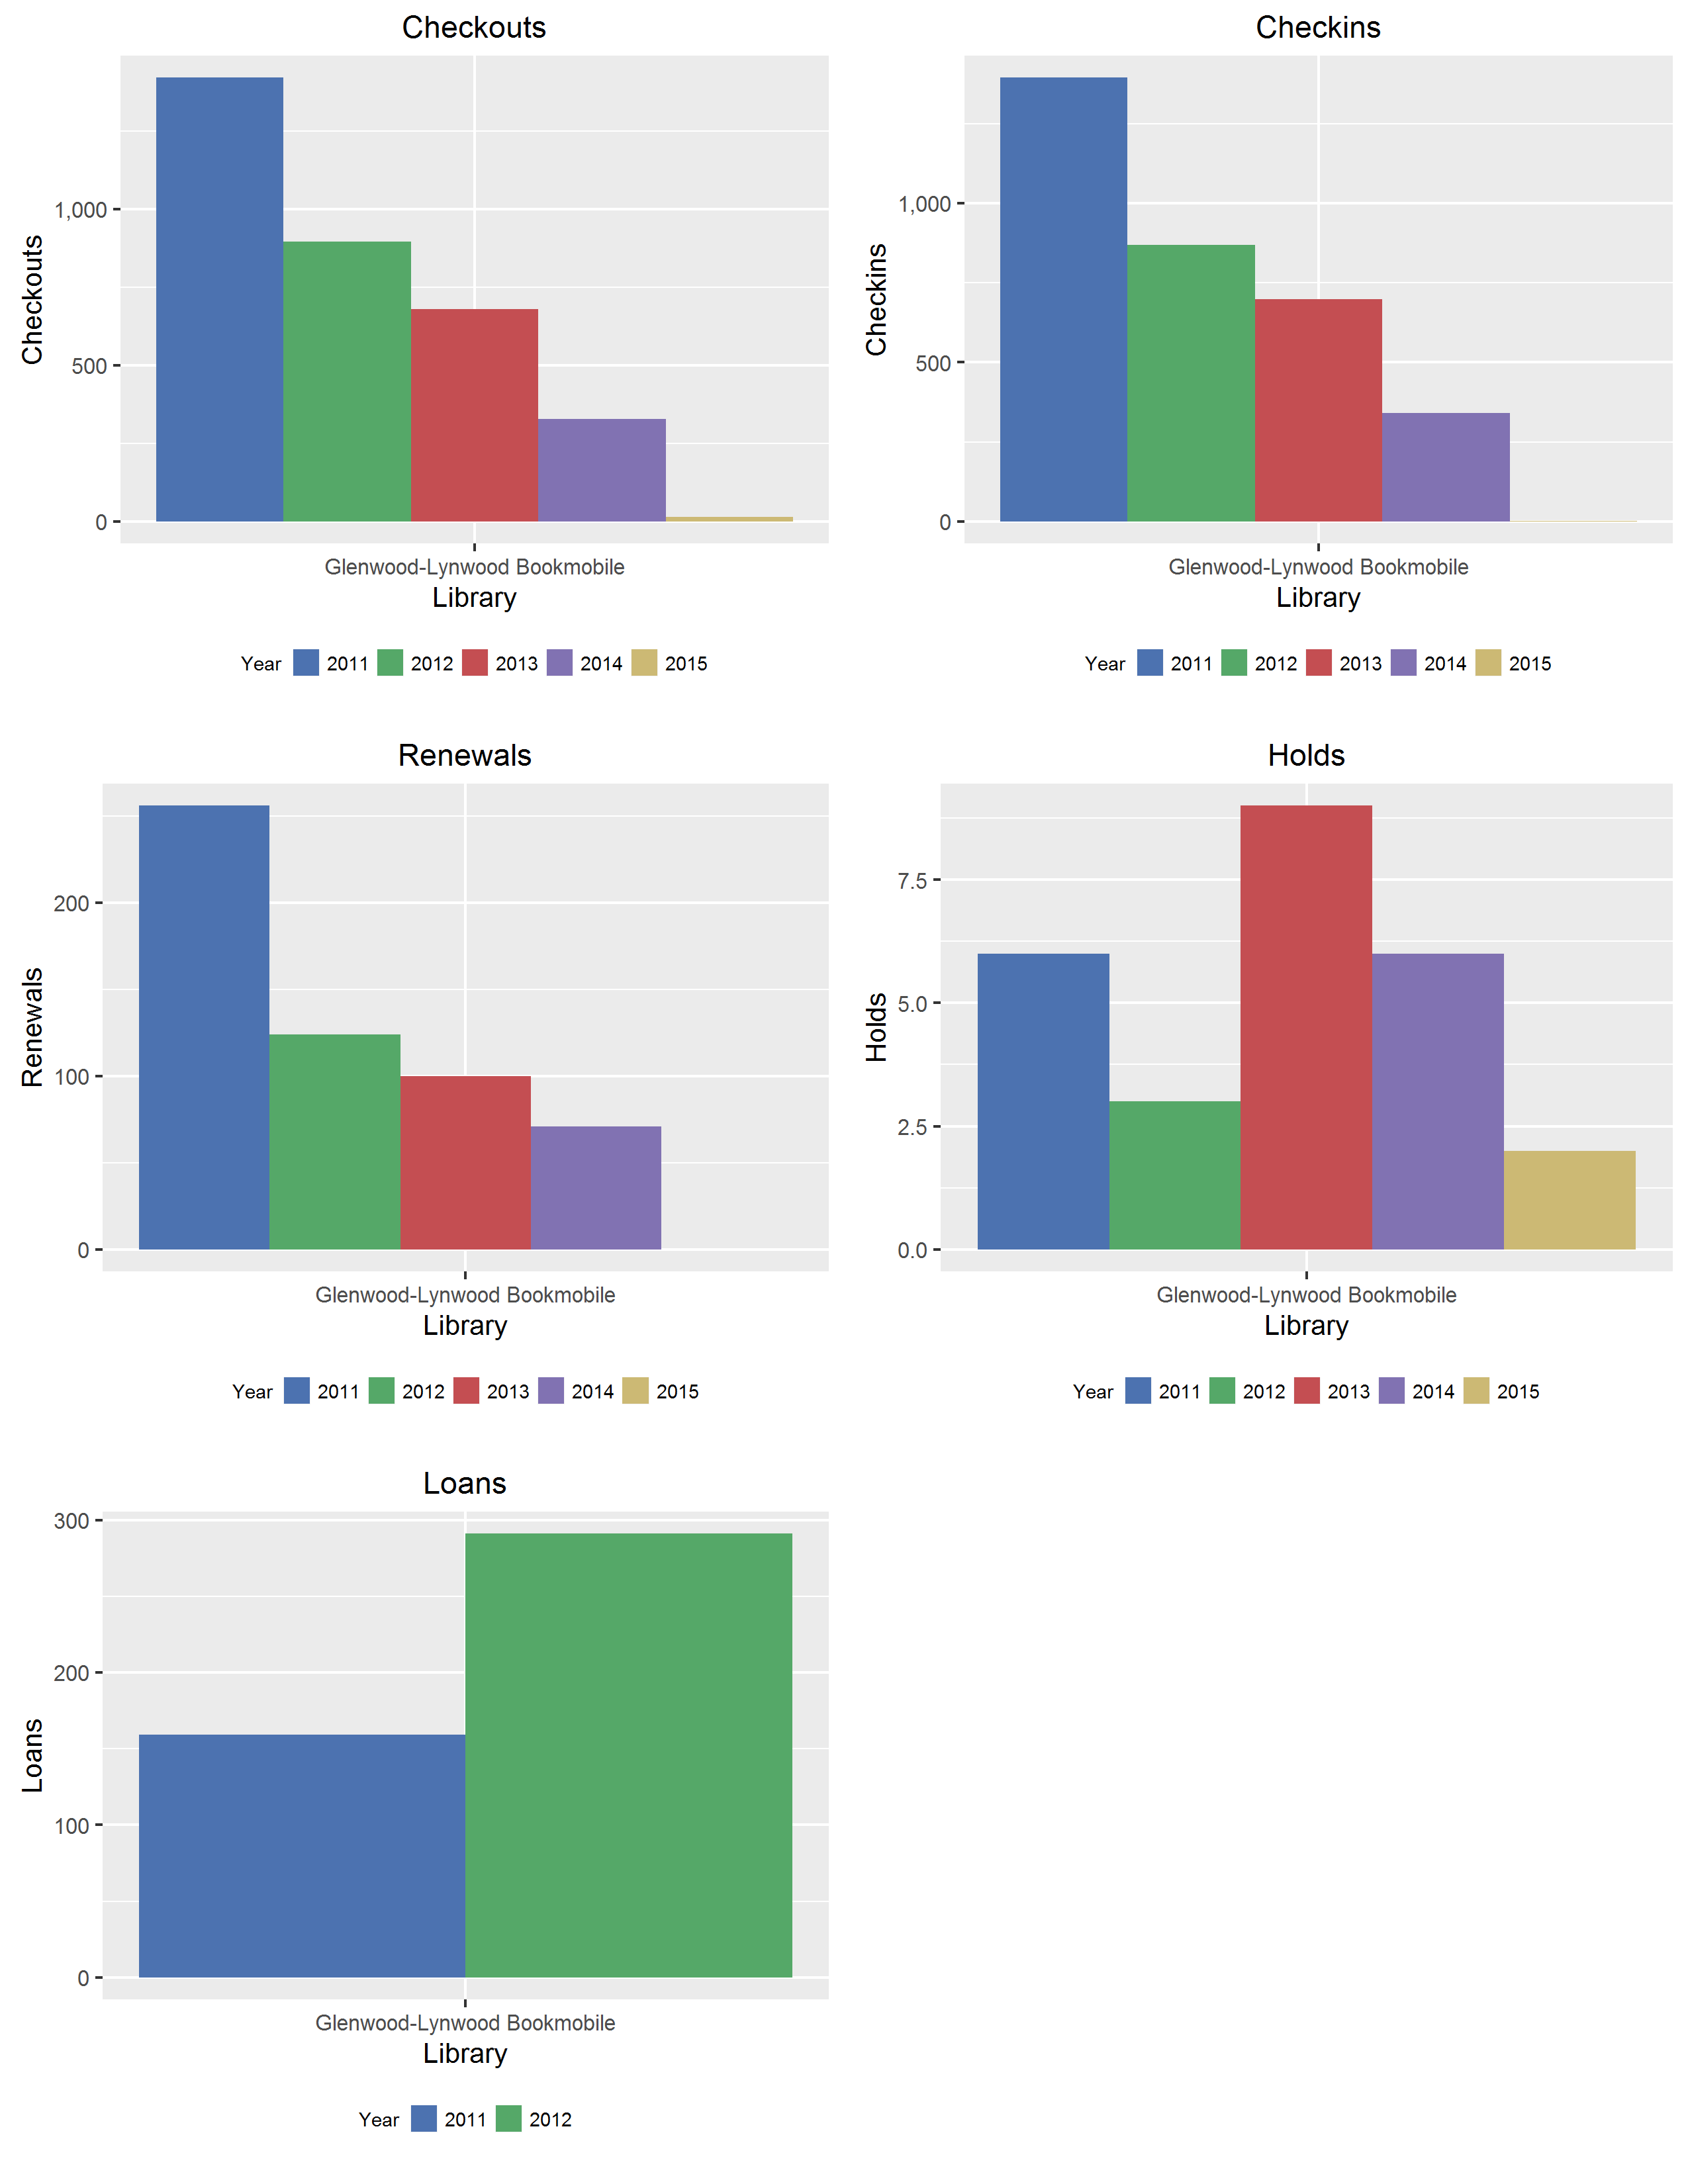 Checkouts
Checkouts
1,000
500
0
Glenwood-Lynwood Bookmobile
Library
Year 2011 2012 2013 2014 2015
Checkins
Checkins
1,000
500
0
Glenwood-Lynwood Bookmobile
Library
Year 2011 2012 2013 2014 2015
Renewals
Renewals
200
100
0
Glenwood-Lynwood Bookmobile
Library
Year 2011 2012 2013 2014 2015
Holds
Holds
7.5
5.0
2.5
0.0
Glenwood-Lynwood Bookmobile
Library
Year 2011 2012 2013 2014 2015
Loans
Loans
300
200
100
0
Glenwood-Lynwood Bookmobile
Library
Year 2011 2012